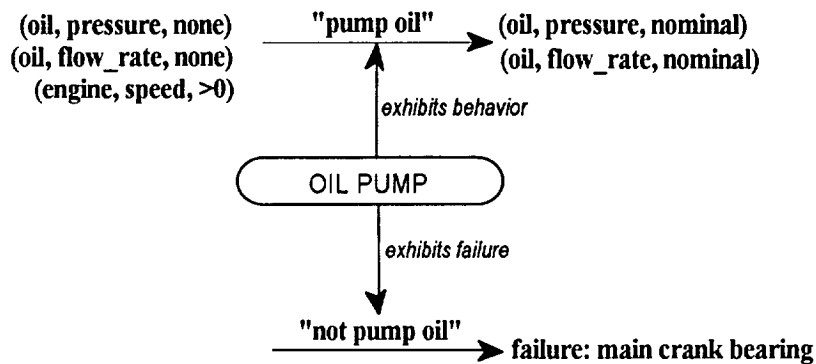 (oil, pressure, none) "pump oil" (oil, pressure, nominal)
(oil, flow_rate, none) (oil, flow_rate, nominal)
(engine, speed, >0)
exhibits behavior
OIL PUMP
exhibits failure
"not pump oil" failure: main crank bearing